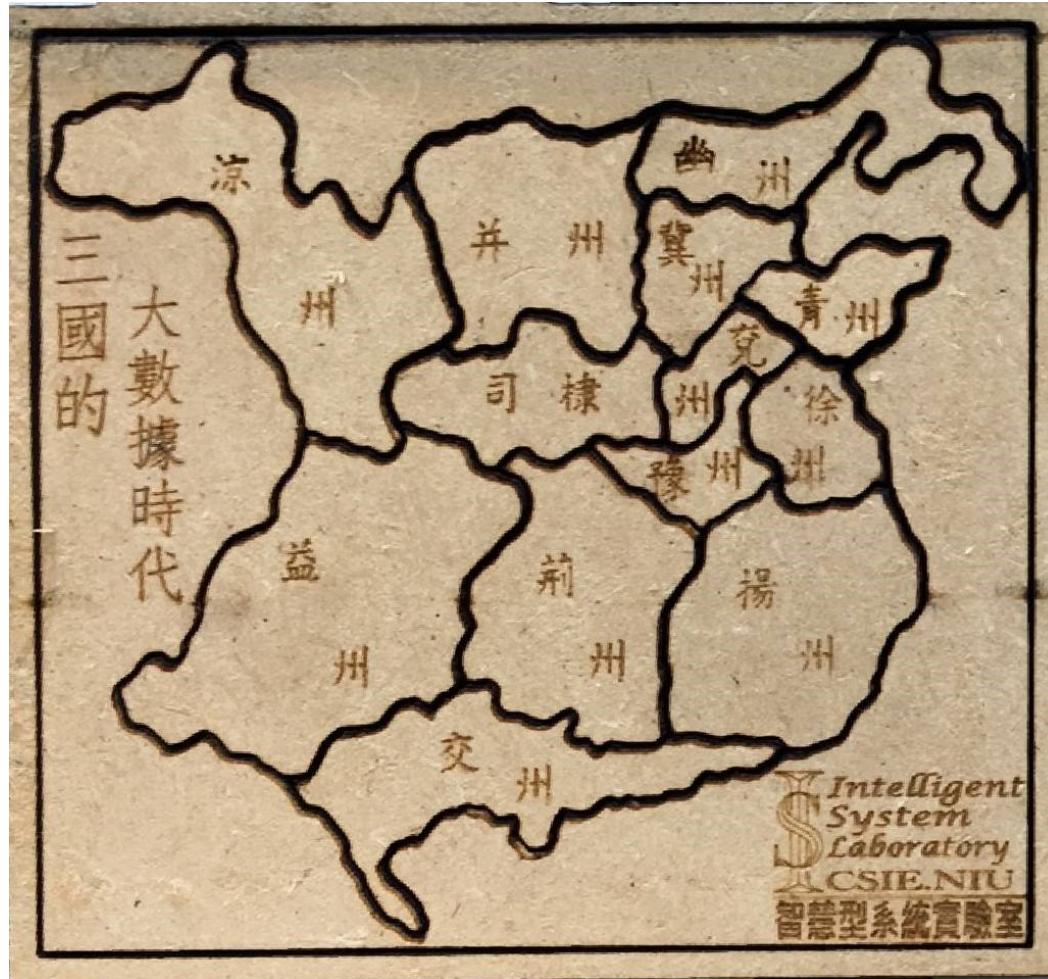 三國的
大數據時代
涼州
并州
幽州
冀州
青州
兗州
司棣
徐州
豫州
益州
荊州
揚州
交州
Intelligent
System
Laboratory
CSIE.NIU
智慧型系統實驗室